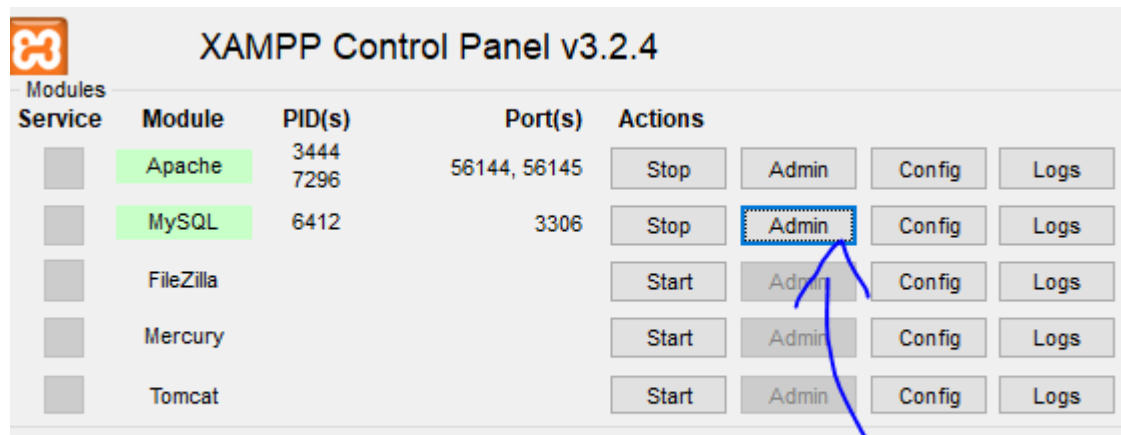 XAMPP Control Panel v3.2.4
Modules
Service Module PID(s) Port(s) Actions
Apache 3444 7296 56144, 56145 Stop Admin Config Logs
MySQL 6412 3306 Stop Admin Config Logs
FileZilla Start Admin Config Logs
Mercury Start Admin Config Logs
Tomcat Start Admin Config Logs